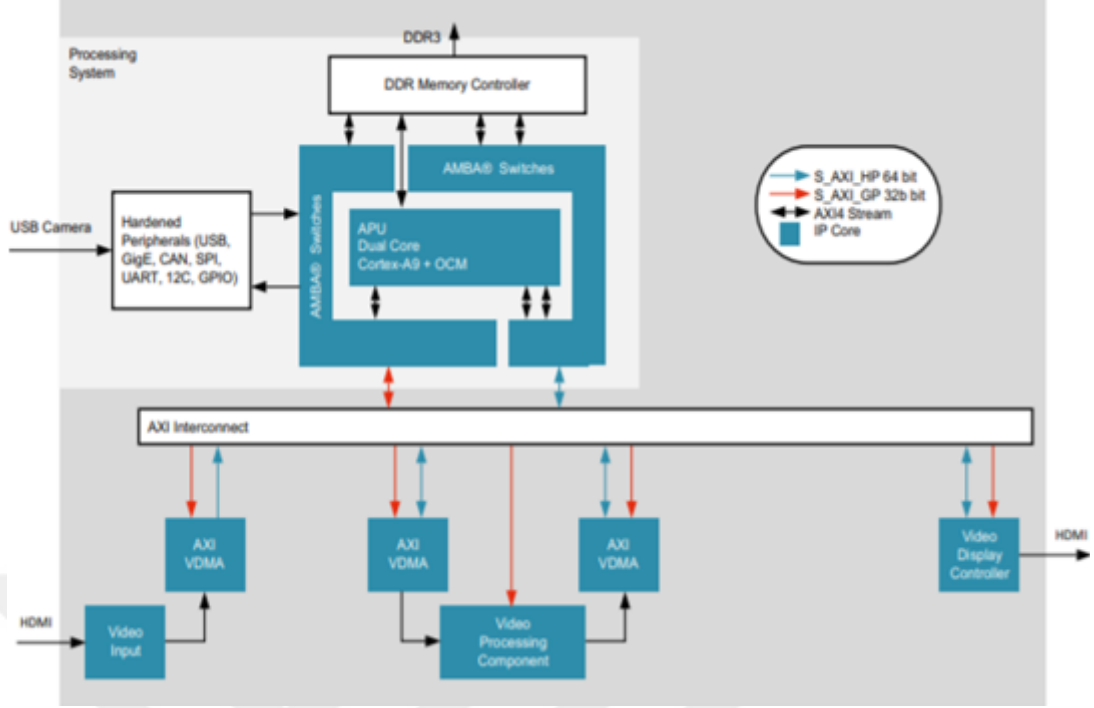 DDR3
Processing
System
DDR Memory Controller
AMBA® Switches
AMBA® Switches
S_AXI_HP 64 bit
S_AXI_GP 32b bit
AXI4 Stream
IP Core
USB Camera
Hardened
Peripherals (USB,
GigE, CAN, SPI,
UART, 12C, GPIO)
APU
Dual Core
Cortex-A9 + OCM
AXI Interconnect
AXI
VDMA
AXI
VDMA
AXI
VDMA
Video
Display
Controller
HDMI
HDMI
Video
Input
Video
Processing
Component